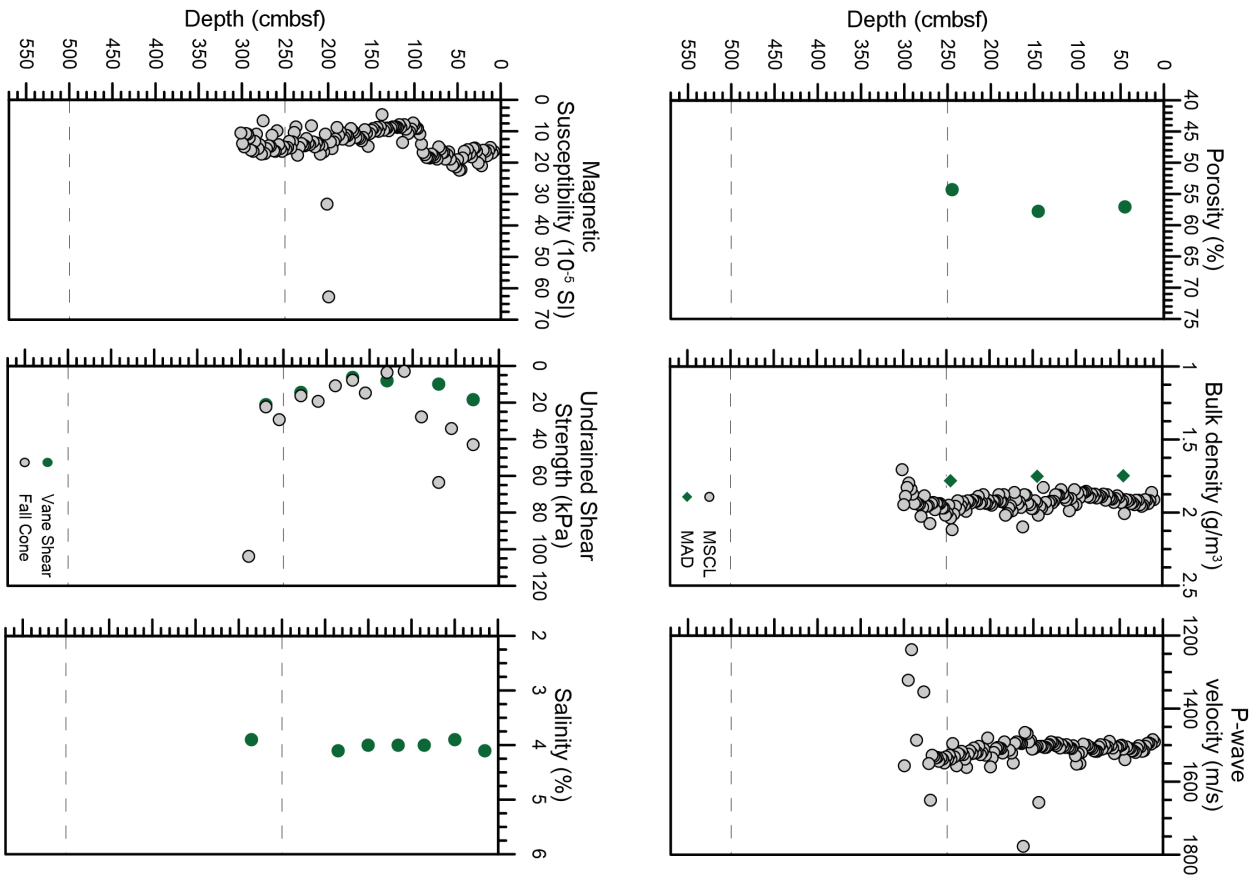 Porosity (%)
40 45 50 55 60 65 70 75
Bulk density (g/m³)
1 1.5 2 2.5
P-wave
velocity (m/s)
1200 1400 1600 1800
Depth (cmbsf)
0
50
100
150
200
250
300
350
400
450
500
550
MSCL
MAD
Magnetic
Susceptibility (10⁻⁵ SI)
0 10 20 30 40 50 60 70
Undrained Shear
Strength (kPa)
0 20 40 60 80 100 120
Salinity (%)
2 3 4 5 6
Depth (cmbsf)
0
50
100
150
200
250
300
350
400
450
500
550
Vane Shear
Fall Cone